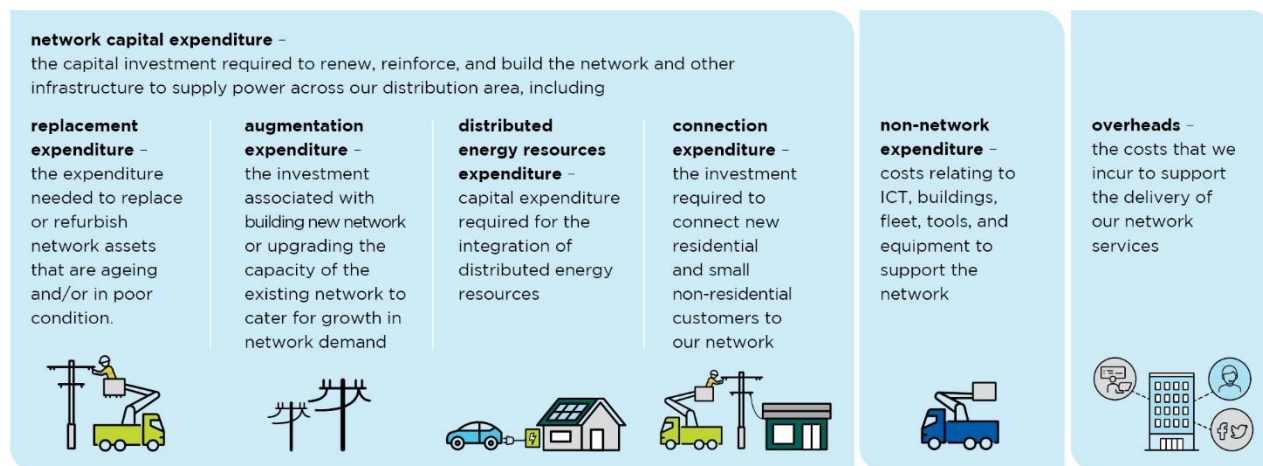 network capital expenditure –
the capital investment required to renew, reinforce, and build the network and other
infrastructure to supply power across our distribution area, including
replacement
expenditure –
the expenditure
needed to replace
or refurbish
network assets
that are ageing
and/or in poor
condition.
augmentation
expenditure –
the investment
associated with
building new network
or upgrading the
capacity of the
existing network to
cater for growth in
network demand
distributed
energy resources
expenditure –
capital expenditure
required for the
integration of
distributed energy
resources
connection
expenditure –
the investment
required to
connect new
residential
and small
non-residential
customers to
our network
non-network
expenditure –
costs relating to
ICT, buildings,
fleet, tools, and
equipment to
support the
network
overheads –
the costs that we
incur to support
the delivery of
our network
services